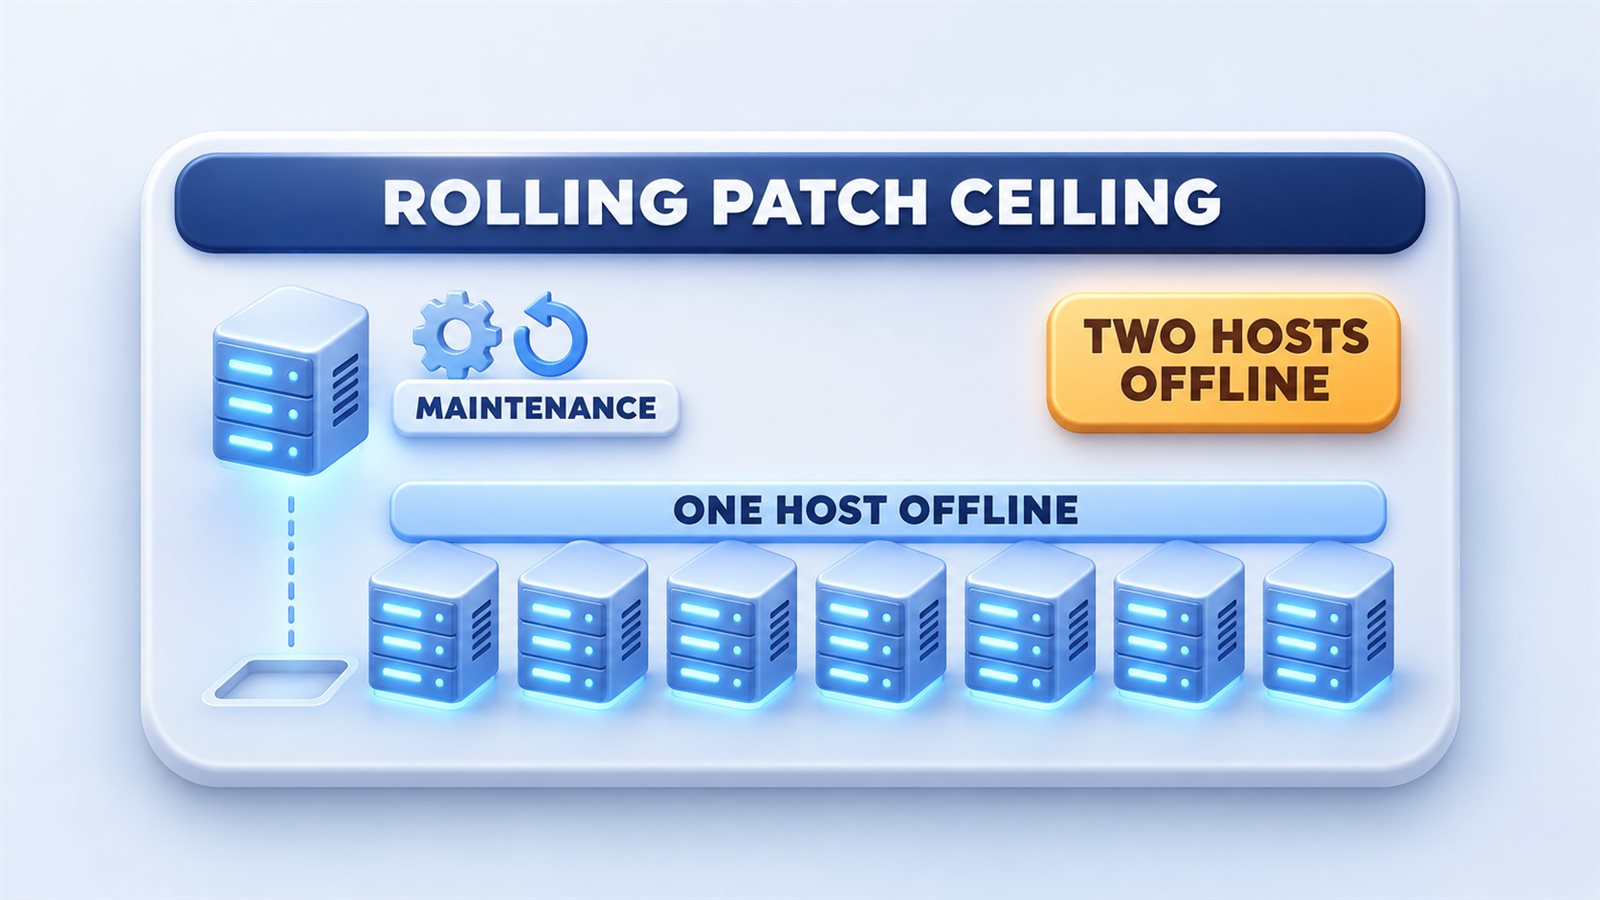 ROLLING PATCH CEILING
MAINTENANCE
TWO HOSTS
OFFLINE
ONE HOST OFFLINE